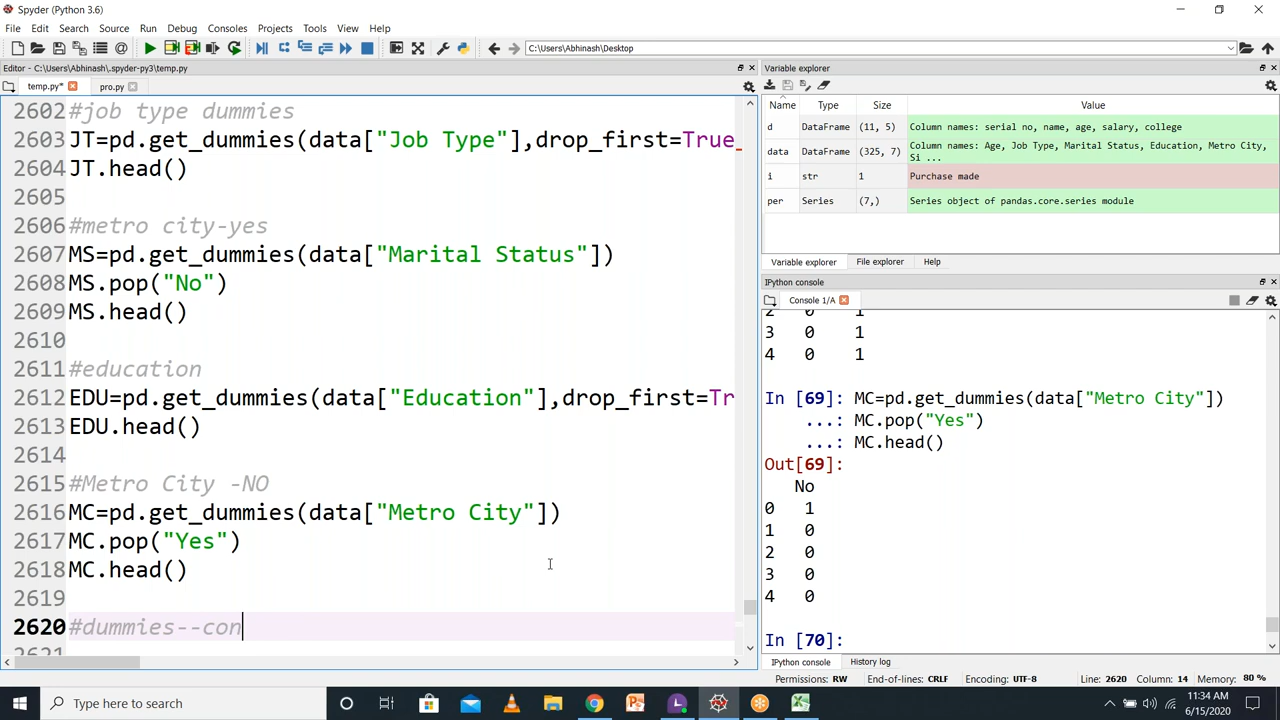 Spyder (Python 3.6)
File Edit Search Source Run Debug Consoles Projects Tools View Help
C:\Users\Abhinash\Desktop
Editor - C:\Users\Abhinash\.spyder-py3\temp.py
temp.py* pro.py
2602 #job type dummies
2603 JT=pd.get_dummies(data["Job Type"],drop_first=True
2604 JT.head()
2605
2606 #metro city-yes
2607 MS=pd.get_dummies(data["Marital Status"])
2608 MS.pop("No")
2609 MS.head()
2610
2611 #education
2612 EDU=pd.get_dummies(data["Education"],drop_first=Tr
2613 EDU.head()
2614
2615 #Metro City -NO
2616 MC=pd.get_dummies(data["Metro City"])
2617 MC.pop("Yes")
2618 MC.head()
2619
2620 #dummies--con
2621
Variable explorer
Name Type Size Value
d DataFrame (11, 5) Column names: serial no, name, age, salary, college
data DataFrame (325, 7) Column names: Age, Job Type, Marital Status, Education, Metro City,
Si ...
i str 1 Purchase made
per Series (7,) Series object of pandas.core.series module
Variable explorer File explorer Help
IPython console
Console 1/A
2 0 1
3 0 1
4 0 1
In [69]: MC=pd.get_dummies(data["Metro City"])
...: MC.pop("Yes")
...: MC.head()
Out[69]:
No
0 1
1 0
2 0
3 0
4 0
In [70]:
IPython console History log
Permissions: RW End-of-lines: CRLF Encoding: UTF-8 Line: 2620 Column: 14 Memory: 80 %
Type here to search
11:34 AM
6/15/2020